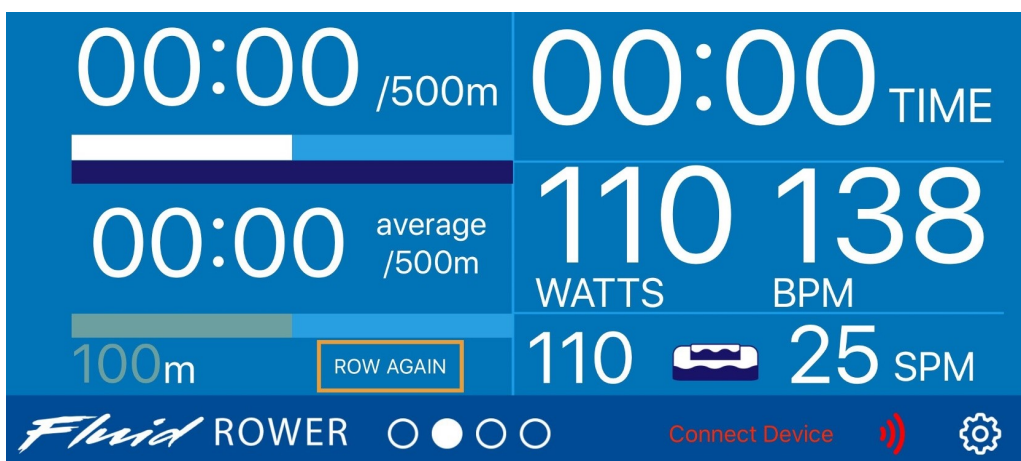 00:00 /500m
00:00 TIME
00:00 average
/500m
110 138
WATTS BPM
100m ROW AGAIN
110 25 SPM
Fluid ROWER
Connect Device